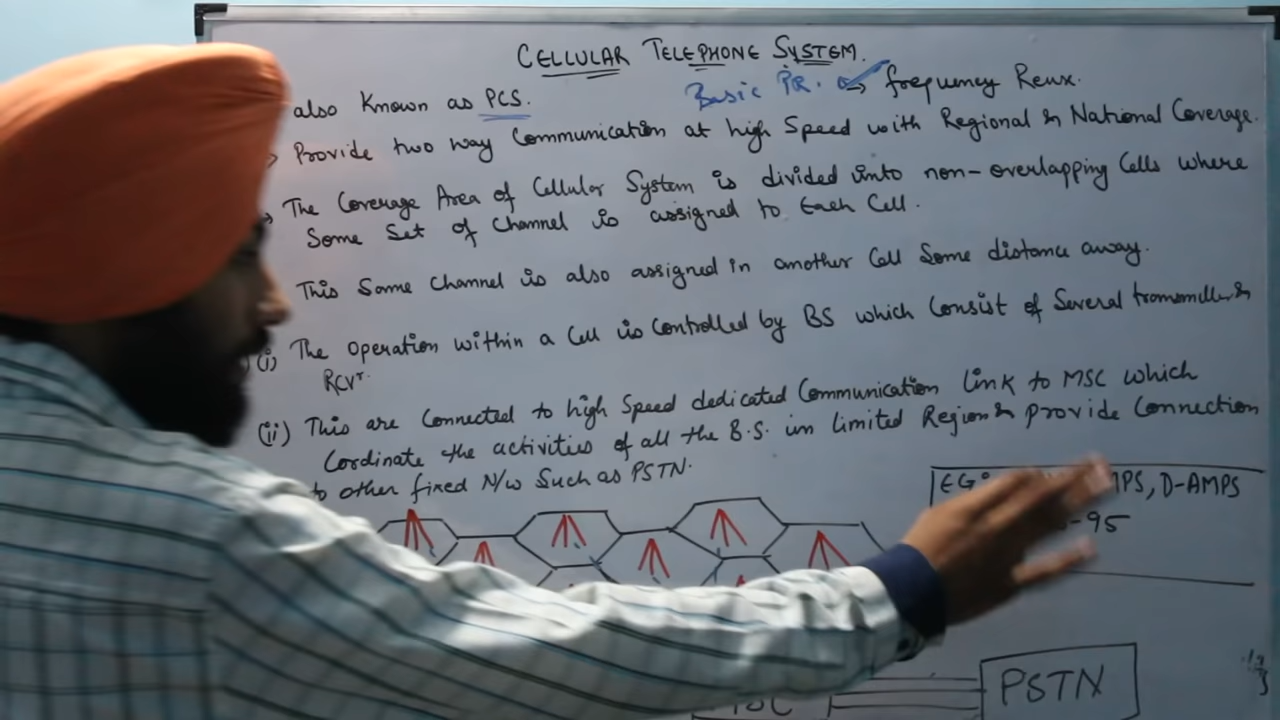 CELLULAR TELEPHONE SYSTEM.
also Known as PCS. Basic PR. → frequency Reux.
Provide two way Communication at high Speed with Regional & National Coverage.
The Coverage Area of Cellular System is divided into non-overlapping Cells where
Some Set of Channel is assigned to Each Cell.
This Same Channel is also assigned in another Cell Some distance away.
(i) The Operation within a Cell is Controlled by BS which Consist of Several transmitter &
Rcvr.
(ii) This are Connected to high Speed dedicated Communication Link to MSC which
Cordinate the activities of all the B.S. in limited Region & provide Connection
to other fixed N/w Such as PSTN.
EG: MPS, D-AMPS
-95
PSTN